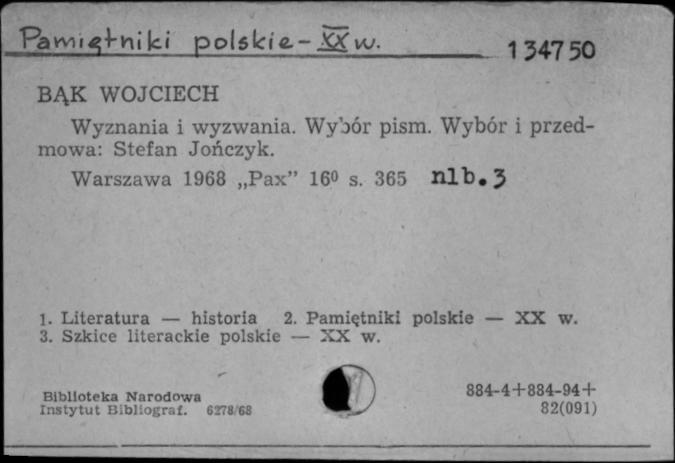 Pamiętniki polskie - XX w.
134750
BĄK WOJCIECH
Wyznania i wyzwania. Wybór pism. Wybór i przed-
mowa: Stefan Jończyk.
Warszawa 1968 „Pax” 16⁰ s. 365 nlb.3
1. Literatura — historia 2. Pamiętniki polskie — XX w.
3. Szkice literackie polskie — XX w.
Biblioteka Narodowa
Instytut Bibliograf. 6278/68
884-4+884-94+
82(091)